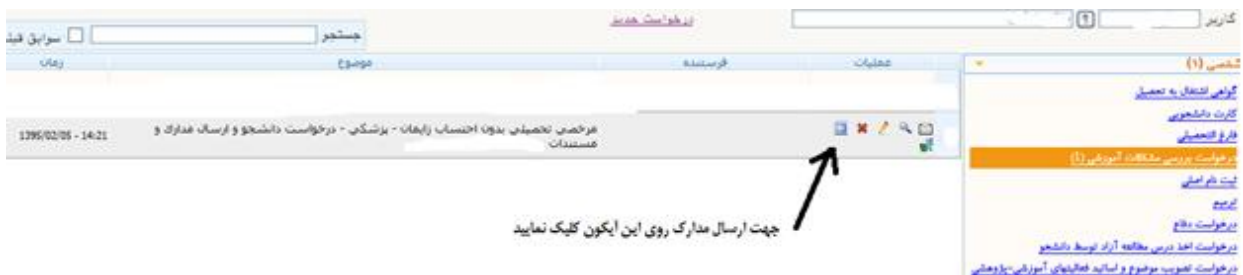 کاربر
درخواست جدید
جستجو
سوابق
شخصی (۱)
گواهی اشتغال به تحصیل
کارت دانشجویی
فارغ التحصیلی
درخواست بررسی مشکلات آموزشی (1)
ثبت نام اصلی
ترمیم
درخواست دفاع
درخواست اخذ درس مطالعه آزاد توسط دانشجو
درخواست تصویب موضوع و اساتید فعالیتهای آموزشی-پژوهشی
عملیات
فرستنده
موضوع
زمان
مرخصی تحصیلی بدون احتساب زایمان - پزشکی - درخواست دانشجو و ارسال مدارک و
مستندات
1395/02/05 - 14:21
جهت ارسال مدارک روی این آیکون کلیک نمایید